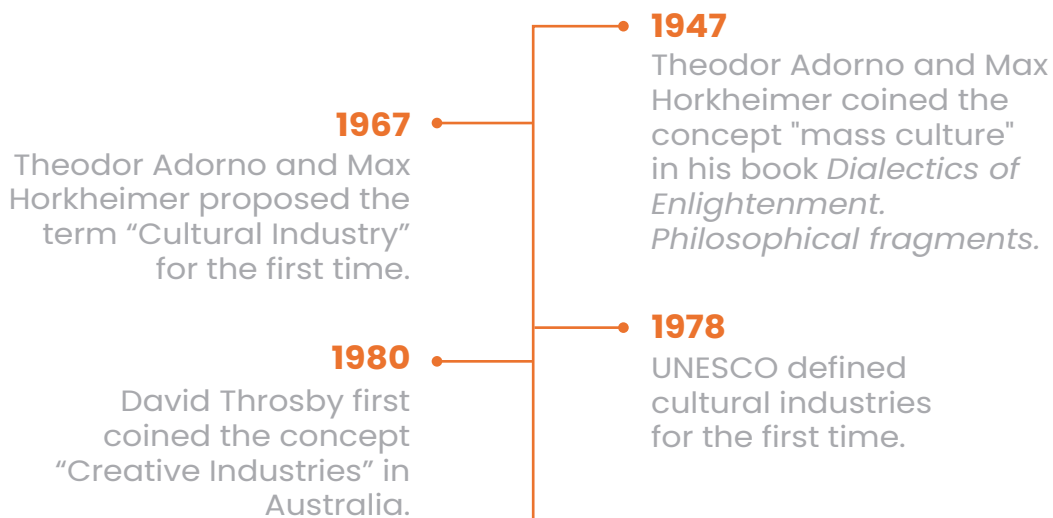 1947
Theodor Adorno and Max
Horkheimer coined the
concept "mass culture"
in his book Dialectics of
Enlightenment.
Philosophical fragments.
1967
Theodor Adorno and Max
Horkheimer proposed the
term “Cultural Industry”
for the first time.
1978
UNESCO defined
cultural industries
for the first time.
1980
David Throsby first
coined the concept
“Creative Industries” in
Australia.